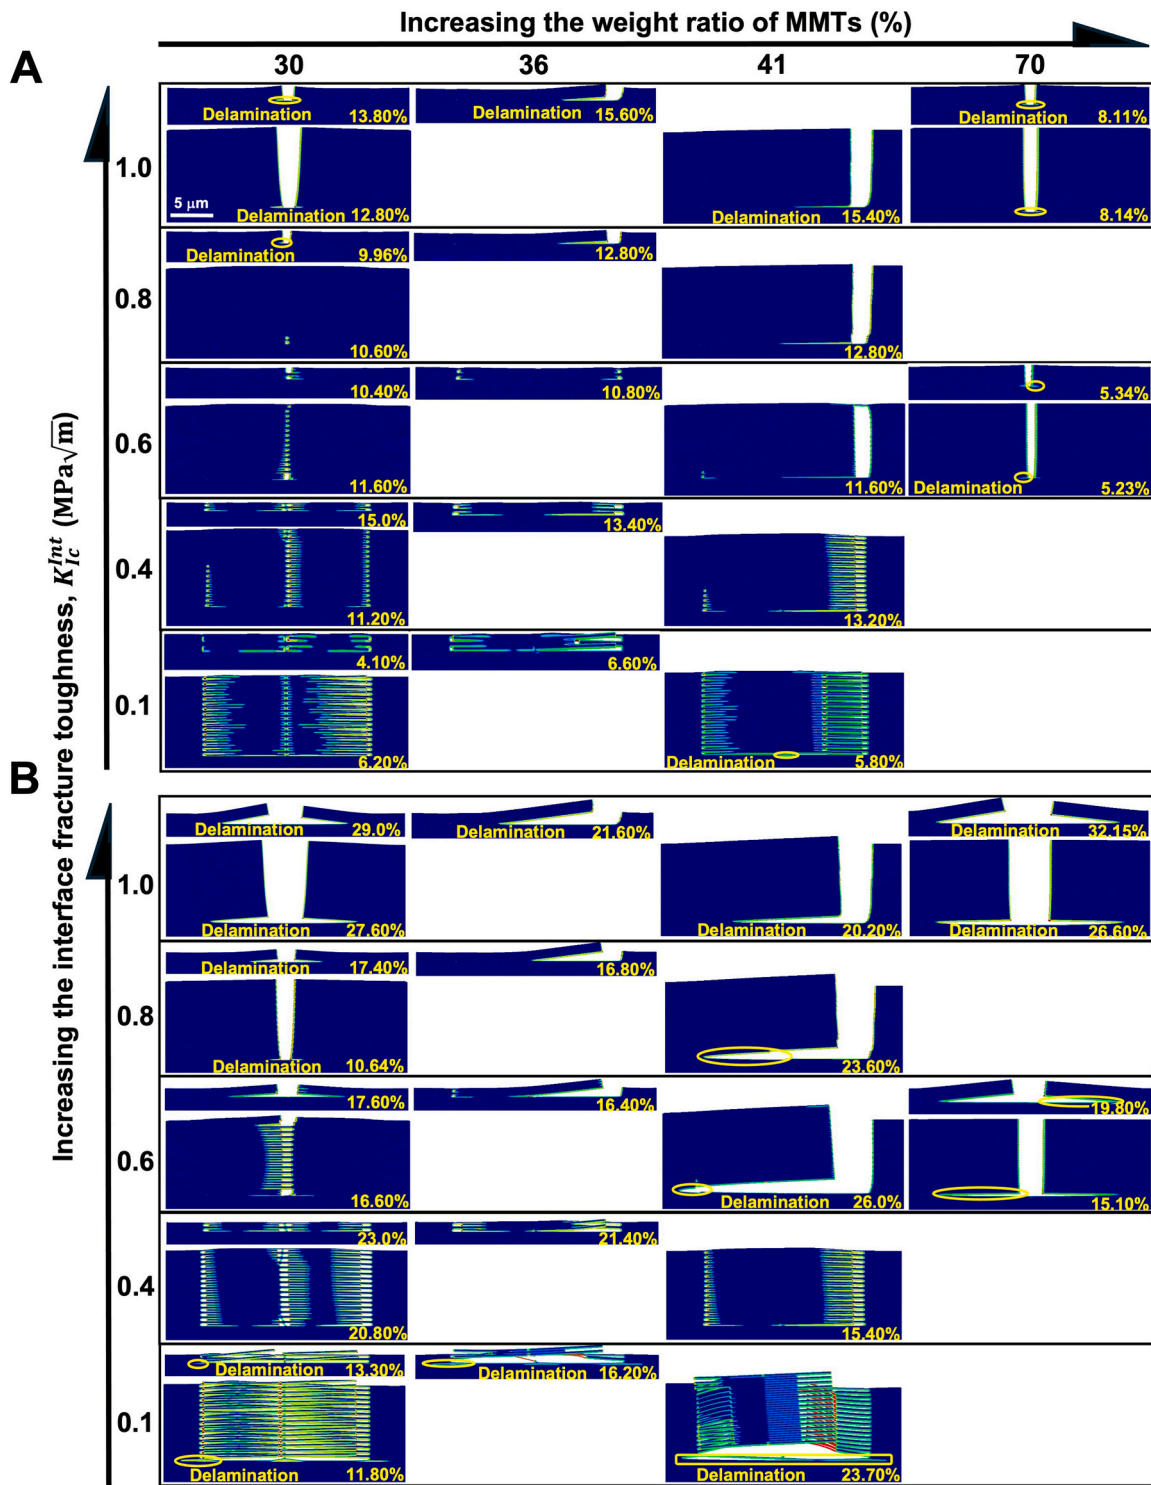 Increasing the weight ratio of MMTs (%)
A
30 36 41 70
Delamination 13.80%
Delamination 15.60%
Delamination 8.11%
1.0
5 μm
Delamination 12.80%
Delamination 15.40%
8.14%
Delamination 9.96%
12.80%
0.8
10.60%
12.80%
10.40%
10.80%
5.34%
0.6
11.60%
11.60%
Delamination 5.23%
15.0%
13.40%
0.4
11.20%
13.20%
4.10%
6.60%
0.1
6.20%
Delamination 5.80%
Increasing the interface fracture toughness, K_{Ic}^{Int} (MPa√m)
B
Delamination 29.0%
Delamination 21.60%
Delamination 32.15%
1.0
Delamination 27.60%
Delamination 20.20%
Delamination 26.60%
Delamination 17.40%
16.80%
0.8
Delamination 10.64%
23.60%
17.60%
16.40%
19.80%
0.6
16.60%
Delamination 26.0%
15.10%
23.0%
21.40%
0.4
20.80%
15.40%
Delamination 13.30%
Delamination 16.20%
0.1
Delamination 11.80%
Delamination 23.70%